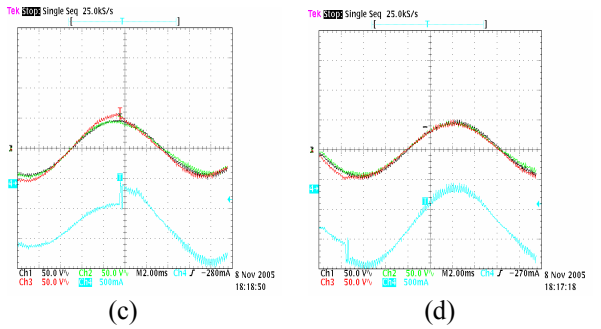 Tek Stop: Single Seq 25.0kS/s
Ch1 50.0 V Ch2 50.0 V M2.00ms Ch4 -280mA
Ch3 50.0 V Ch4 500mA
8 Nov 2005
18:18:50
(c)
Tek Stop: Single Seq 25.0kS/s
Ch1 50.0 V Ch2 50.0 V M2.00ms Ch4 -270mA
Ch3 50.0 V Ch4 500mA
8 Nov 2005
18:17:18
(d)